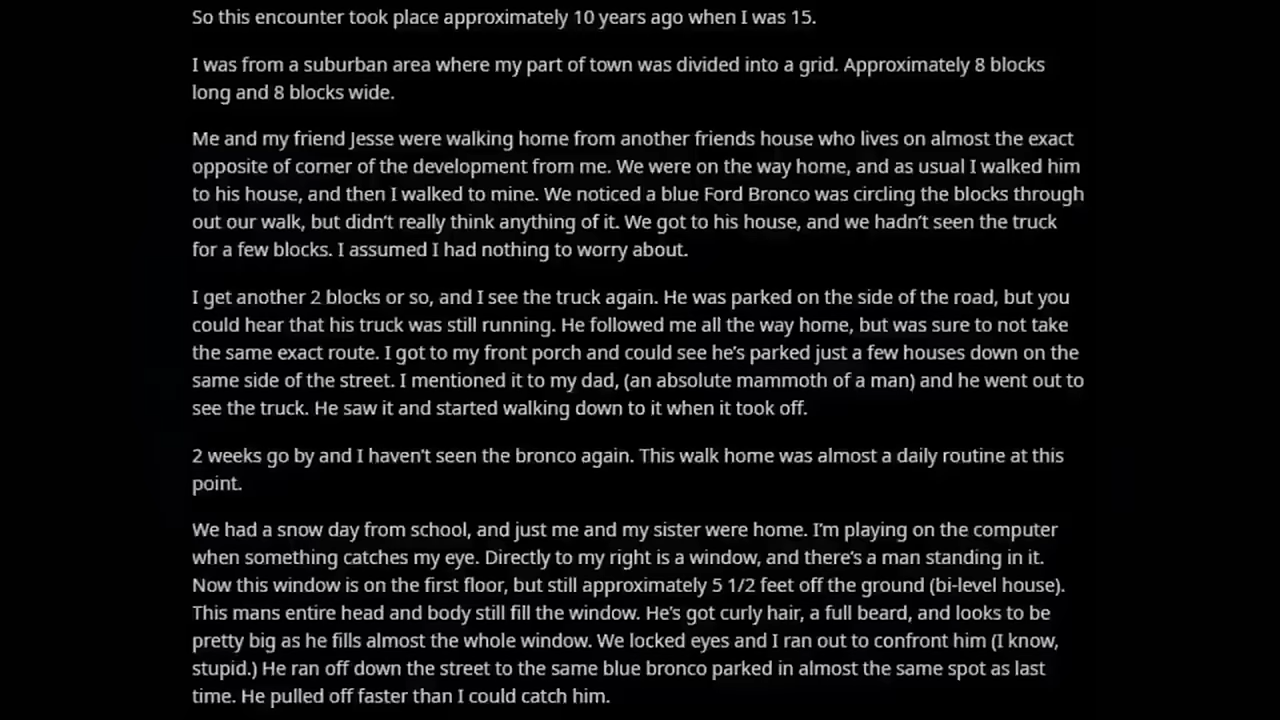 So this encounter took place approximately 10 years ago when I was 15.
I was from a suburban area where my part of town was divided into a grid. Approximately 8 blocks
long and 8 blocks wide.
Me and my friend Jesse were walking home from another friends house who lives on almost the exact
opposite of corner of the development from me. We were on the way home, and as usual I walked him
to his house, and then I walked to mine. We noticed a blue Ford Bronco was circling the blocks through
out our walk, but didn't really think anything of it. We got to his house, and we hadn't seen the truck
for a few blocks. I assumed I had nothing to worry about.
I get another 2 blocks or so, and I see the truck again. He was parked on the side of the road, but you
could hear that his truck was still running. He followed me all the way home, but was sure to not take
the same exact route. I got to my front porch and could see he's parked just a few houses down on the
same side of the street. I mentioned it to my dad, (an absolute mammoth of a man) and he went out to
see the truck. He saw it and started walking down to it when it took off.
2 weeks go by and I haven't seen the bronco again. This walk home was almost a daily routine at this
point.
We had a snow day from school, and just me and my sister were home. I'm playing on the computer
when something catches my eye. Directly to my right is a window, and there's a man standing in it.
Now this window is on the first floor, but still approximately 5 1/2 feet off the ground (bi-level house).
This mans entire head and body still fill the window. He's got curly hair, a full beard, and looks to be
pretty big as he fills almost the whole window. We locked eyes and I ran out to confront him (I know,
stupid.) He ran off down the street to the same blue bronco parked in almost the same spot as last
time. He pulled off faster than I could catch him.